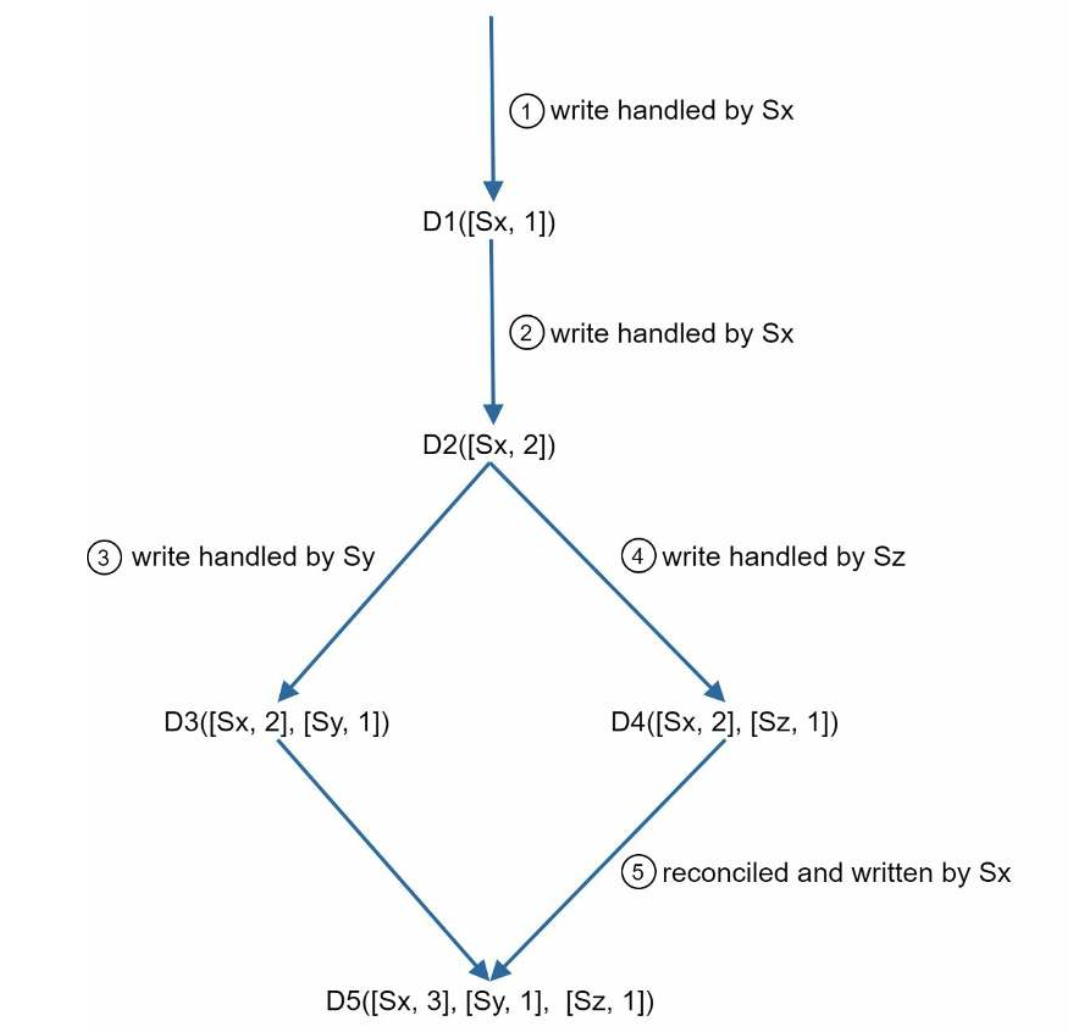 1 write handled by Sx
D1([Sx, 1])
2 write handled by Sx
D2([Sx, 2])
3 write handled by Sy
4 write handled by Sz
D3([Sx, 2], [Sy, 1])
D4([Sx, 2], [Sz, 1])
5 reconciled and written by Sx
D5([Sx, 3], [Sy, 1], [Sz, 1])